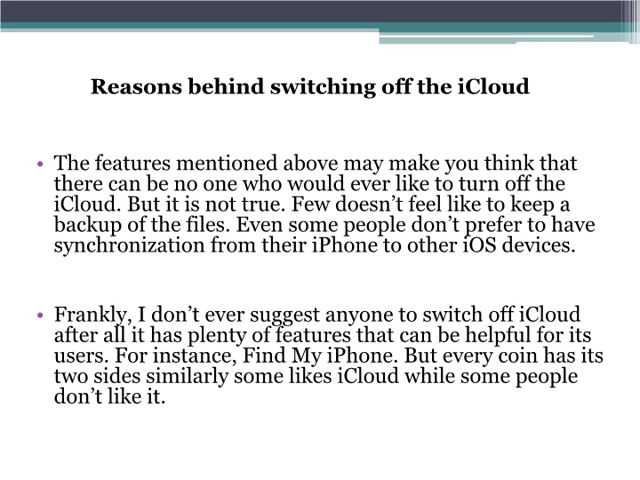 Reasons behind switching off the iCloud
• The features mentioned above may make you think that
there can be no one who would ever like to turn off the
iCloud. But it is not true. Few doesn’t feel like to keep a
backup of the files. Even some people don’t prefer to have
synchronization from their iPhone to other iOS devices.
• Frankly, I don’t ever suggest anyone to switch off iCloud
after all it has plenty of features that can be helpful for its
users. For instance, Find My iPhone. But every coin has its
two sides similarly some likes iCloud while some people
don’t like it.